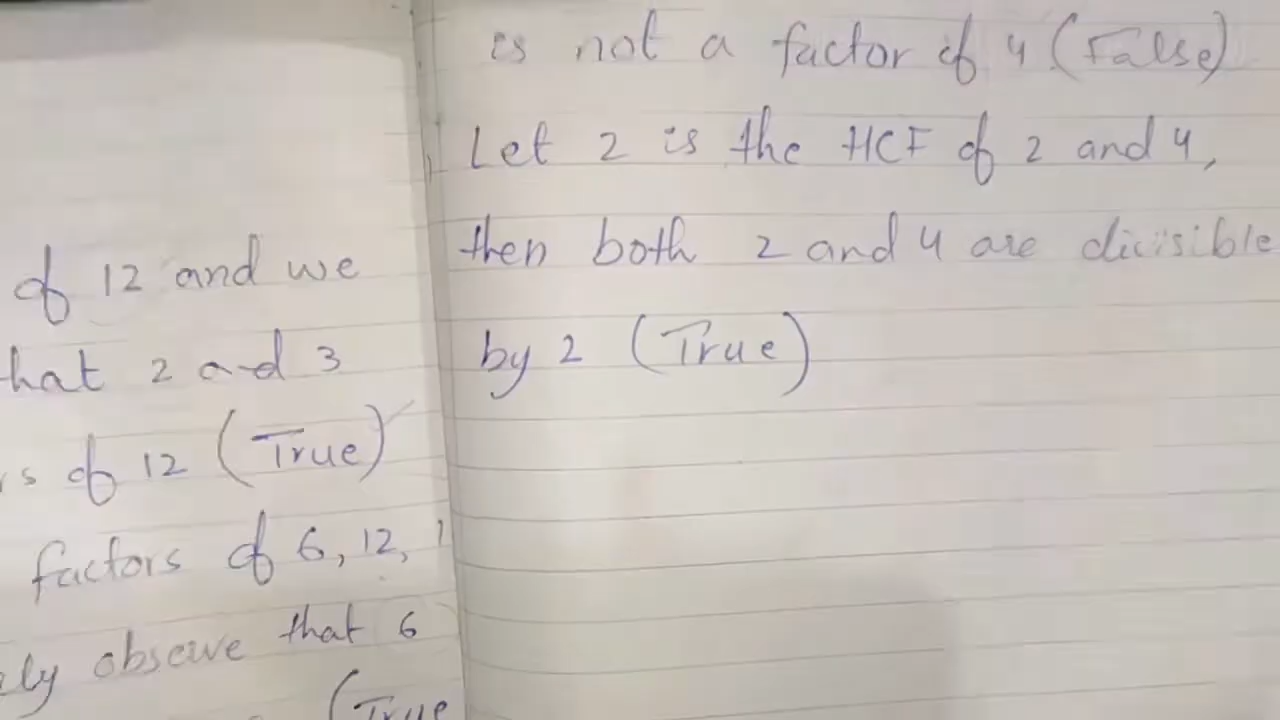 of 12 and we
that 2 and 3
of 12 (True)
factors of 6, 12,
observe that 6
(True
is not a factor of 4 (False)
Let 2 is the HCF of 2 and 4,
then both 2 and 4 are divisible
by 2 (True)